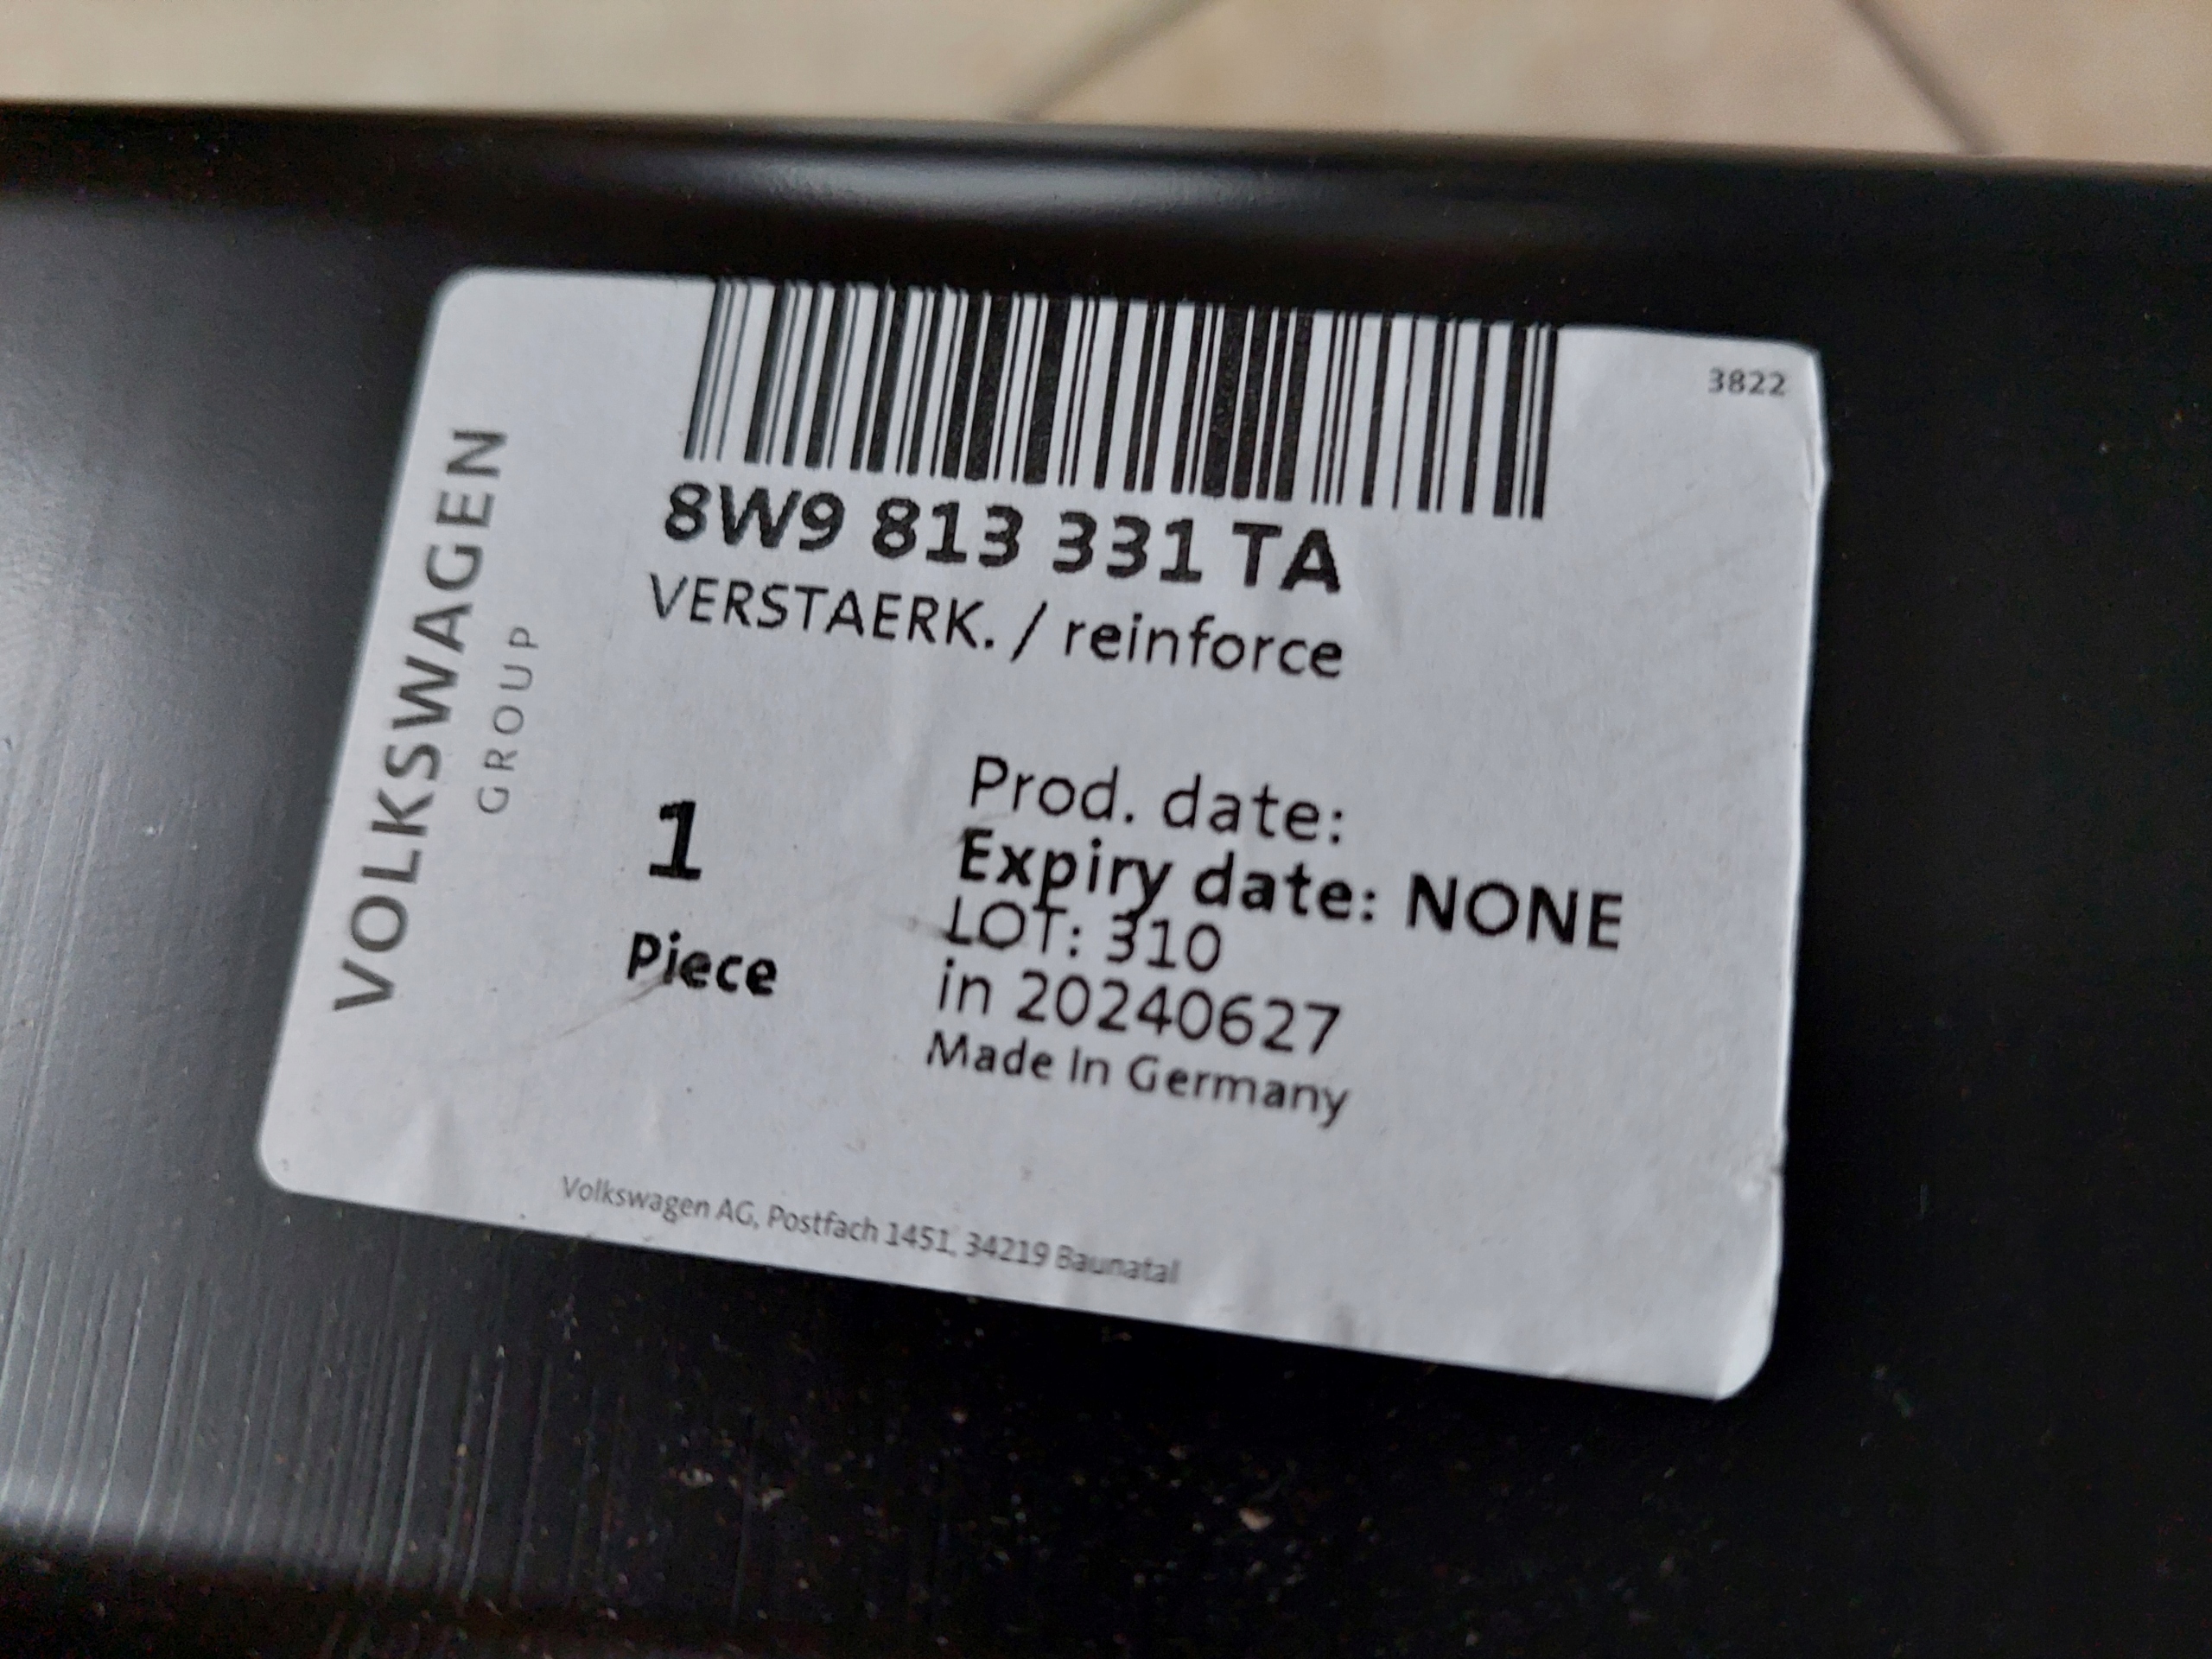 3822
8W9 813 331 TA
VERSTAERK. / reinforce
VOLKSWAGEN
GROUP
1
Piece
Prod. date:
Expiry date: NONE
LOT: 310
in 20240627
Made In Germany
Volkswagen AG, Postfach 1451, 34219 Baunatal